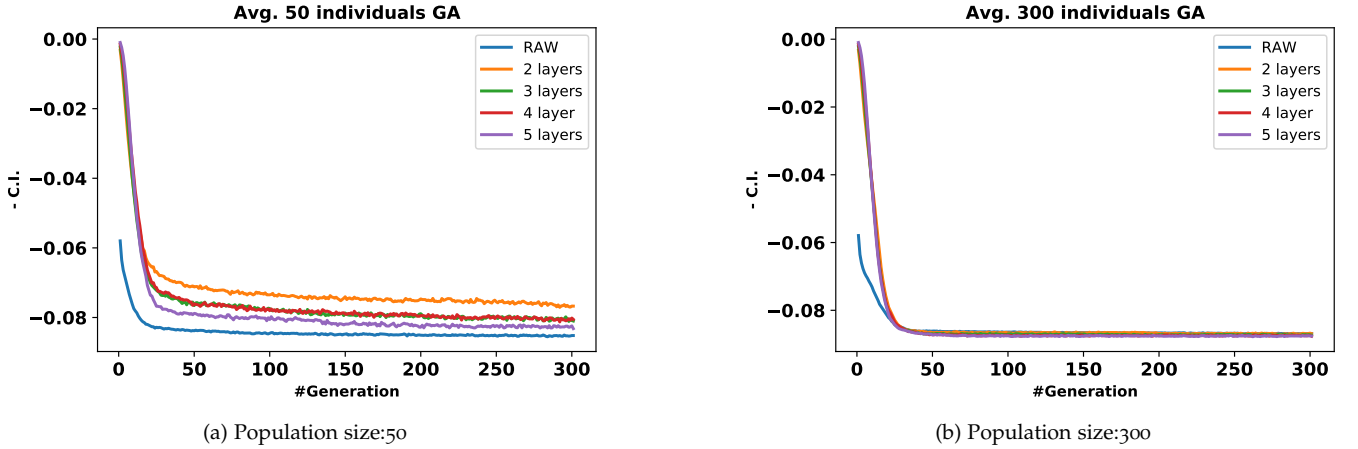 Avg. 50 individuals GA
0.00
−0.02
−0.04
−0.06
−0.08
- C.I.
RAW
2 layers
3 layers
4 layer
5 layers
0 50 100 150 200 250 300
#Generation
(a) Population size:50
Avg. 300 individuals GA
0.00
−0.02
−0.04
−0.06
−0.08
- C.I.
RAW
2 layers
3 layers
4 layer
5 layers
0 50 100 150 200 250 300
#Generation
(b) Population size:300